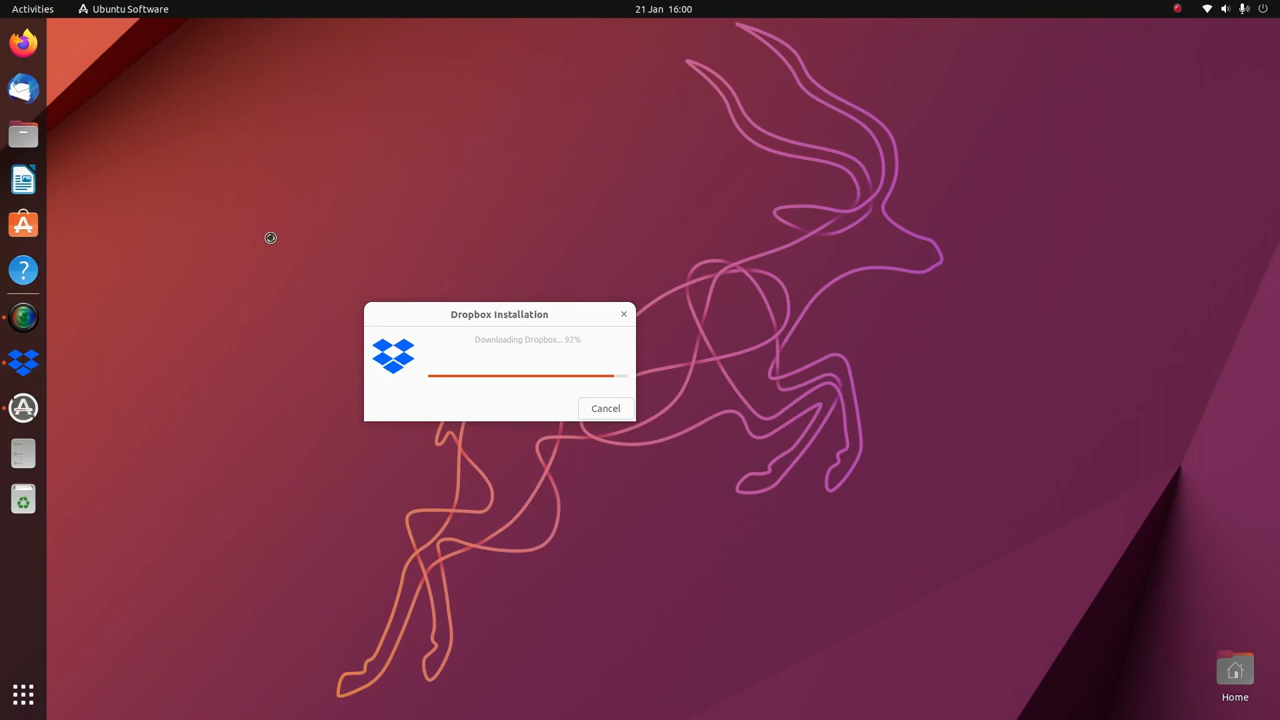 Activities
Ubuntu Software
21 Jan 16:00
Dropbox Installation
Downloading Dropbox... 92%
Cancel
Home